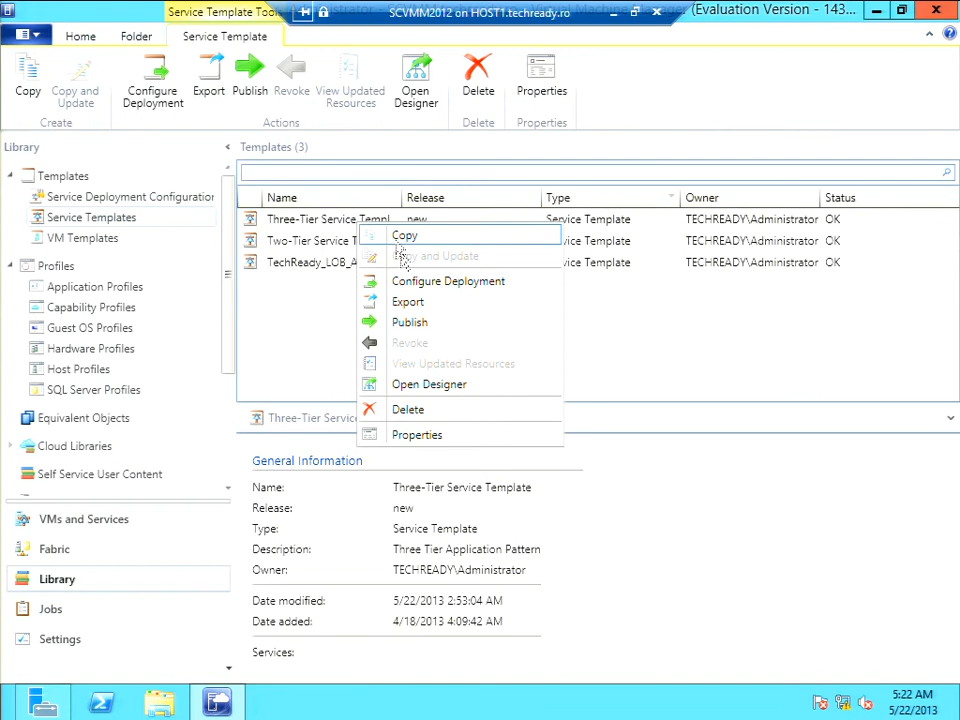 Service Template Tools
SCVMM2012 on HOST1.techready.ro
(Evaluation Version - 143...
Home
Folder
Service Template
Copy
Copy and Update
Configure Deployment
Export
Publish
Revoke
View Updated Resources
Open Designer
Delete
Properties
Create
Actions
Delete
Properties
Library
Templates
Service Deployment Configuration
Service Templates
VM Templates
Profiles
Application Profiles
Capability Profiles
Guest OS Profiles
Hardware Profiles
Host Profiles
SQL Server Profiles
Equivalent Objects
Cloud Libraries
Self Service User Content
VMs and Services
Fabric
Library
Jobs
Settings
Templates (3)
Name Release Type Owner Status
Three-Tier Service Templ new Service Template TECHREADY\Administrator OK
Two-Tier Service T ice Template TECHREADY\Administrator OK
TechReady_LOB_A ice Template TECHREADY\Administrator OK
Copy
Copy and Update
Configure Deployment
Export
Publish
Revoke
View Updated Resources
Open Designer
Delete
Properties
Three-Tier Service
General Information
Name: Three-Tier Service Template
Release: new
Type: Service Template
Description: Three Tier Application Pattern
Owner: TECHREADY\Administrator
Date modified: 5/22/2013 2:53:04 AM
Date added: 4/18/2013 4:09:42 AM
Services:
5:22 AM
5/22/2013